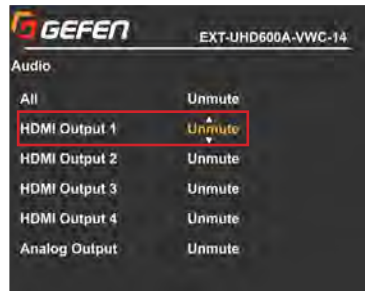 GEFEN
EXT-UHD600A-VWC-14
Audio
All Unmute
HDMI Output 1 Unmute
HDMI Output 2 Unmute
HDMI Output 3 Unmute
HDMI Output 4 Unmute
Analog Output Unmute